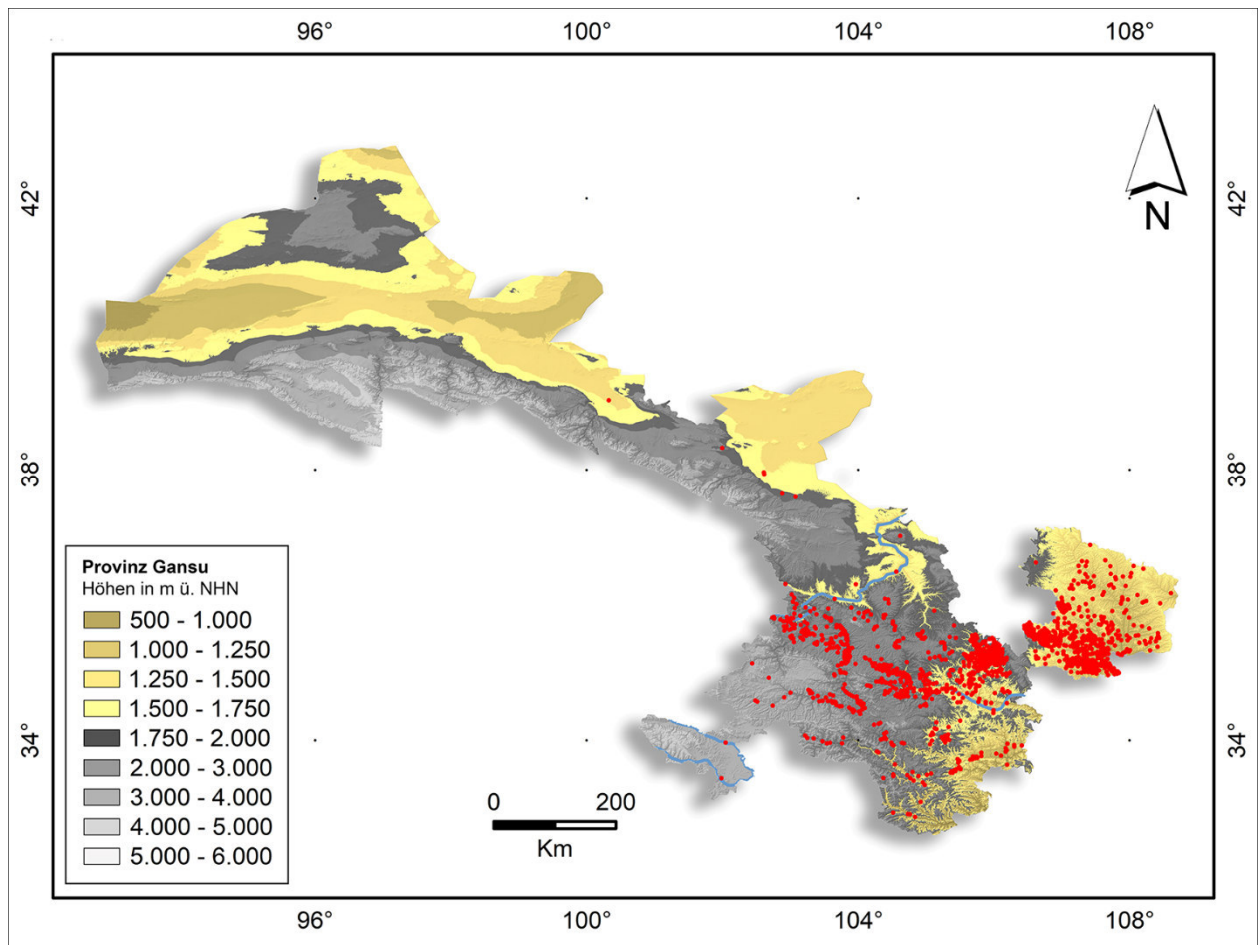 96° 100° 104° 108°
42° 42°
N
38° 38°
Provinz Gansu
Höhen in m ü. NHN
500 - 1.000
1.000 - 1.250
1.250 - 1.500
1.500 - 1.750
1.750 - 2.000
2.000 - 3.000
3.000 - 4.000
4.000 - 5.000
5.000 - 6.000
34° 34°
0 200
Km
96° 100° 104° 108°